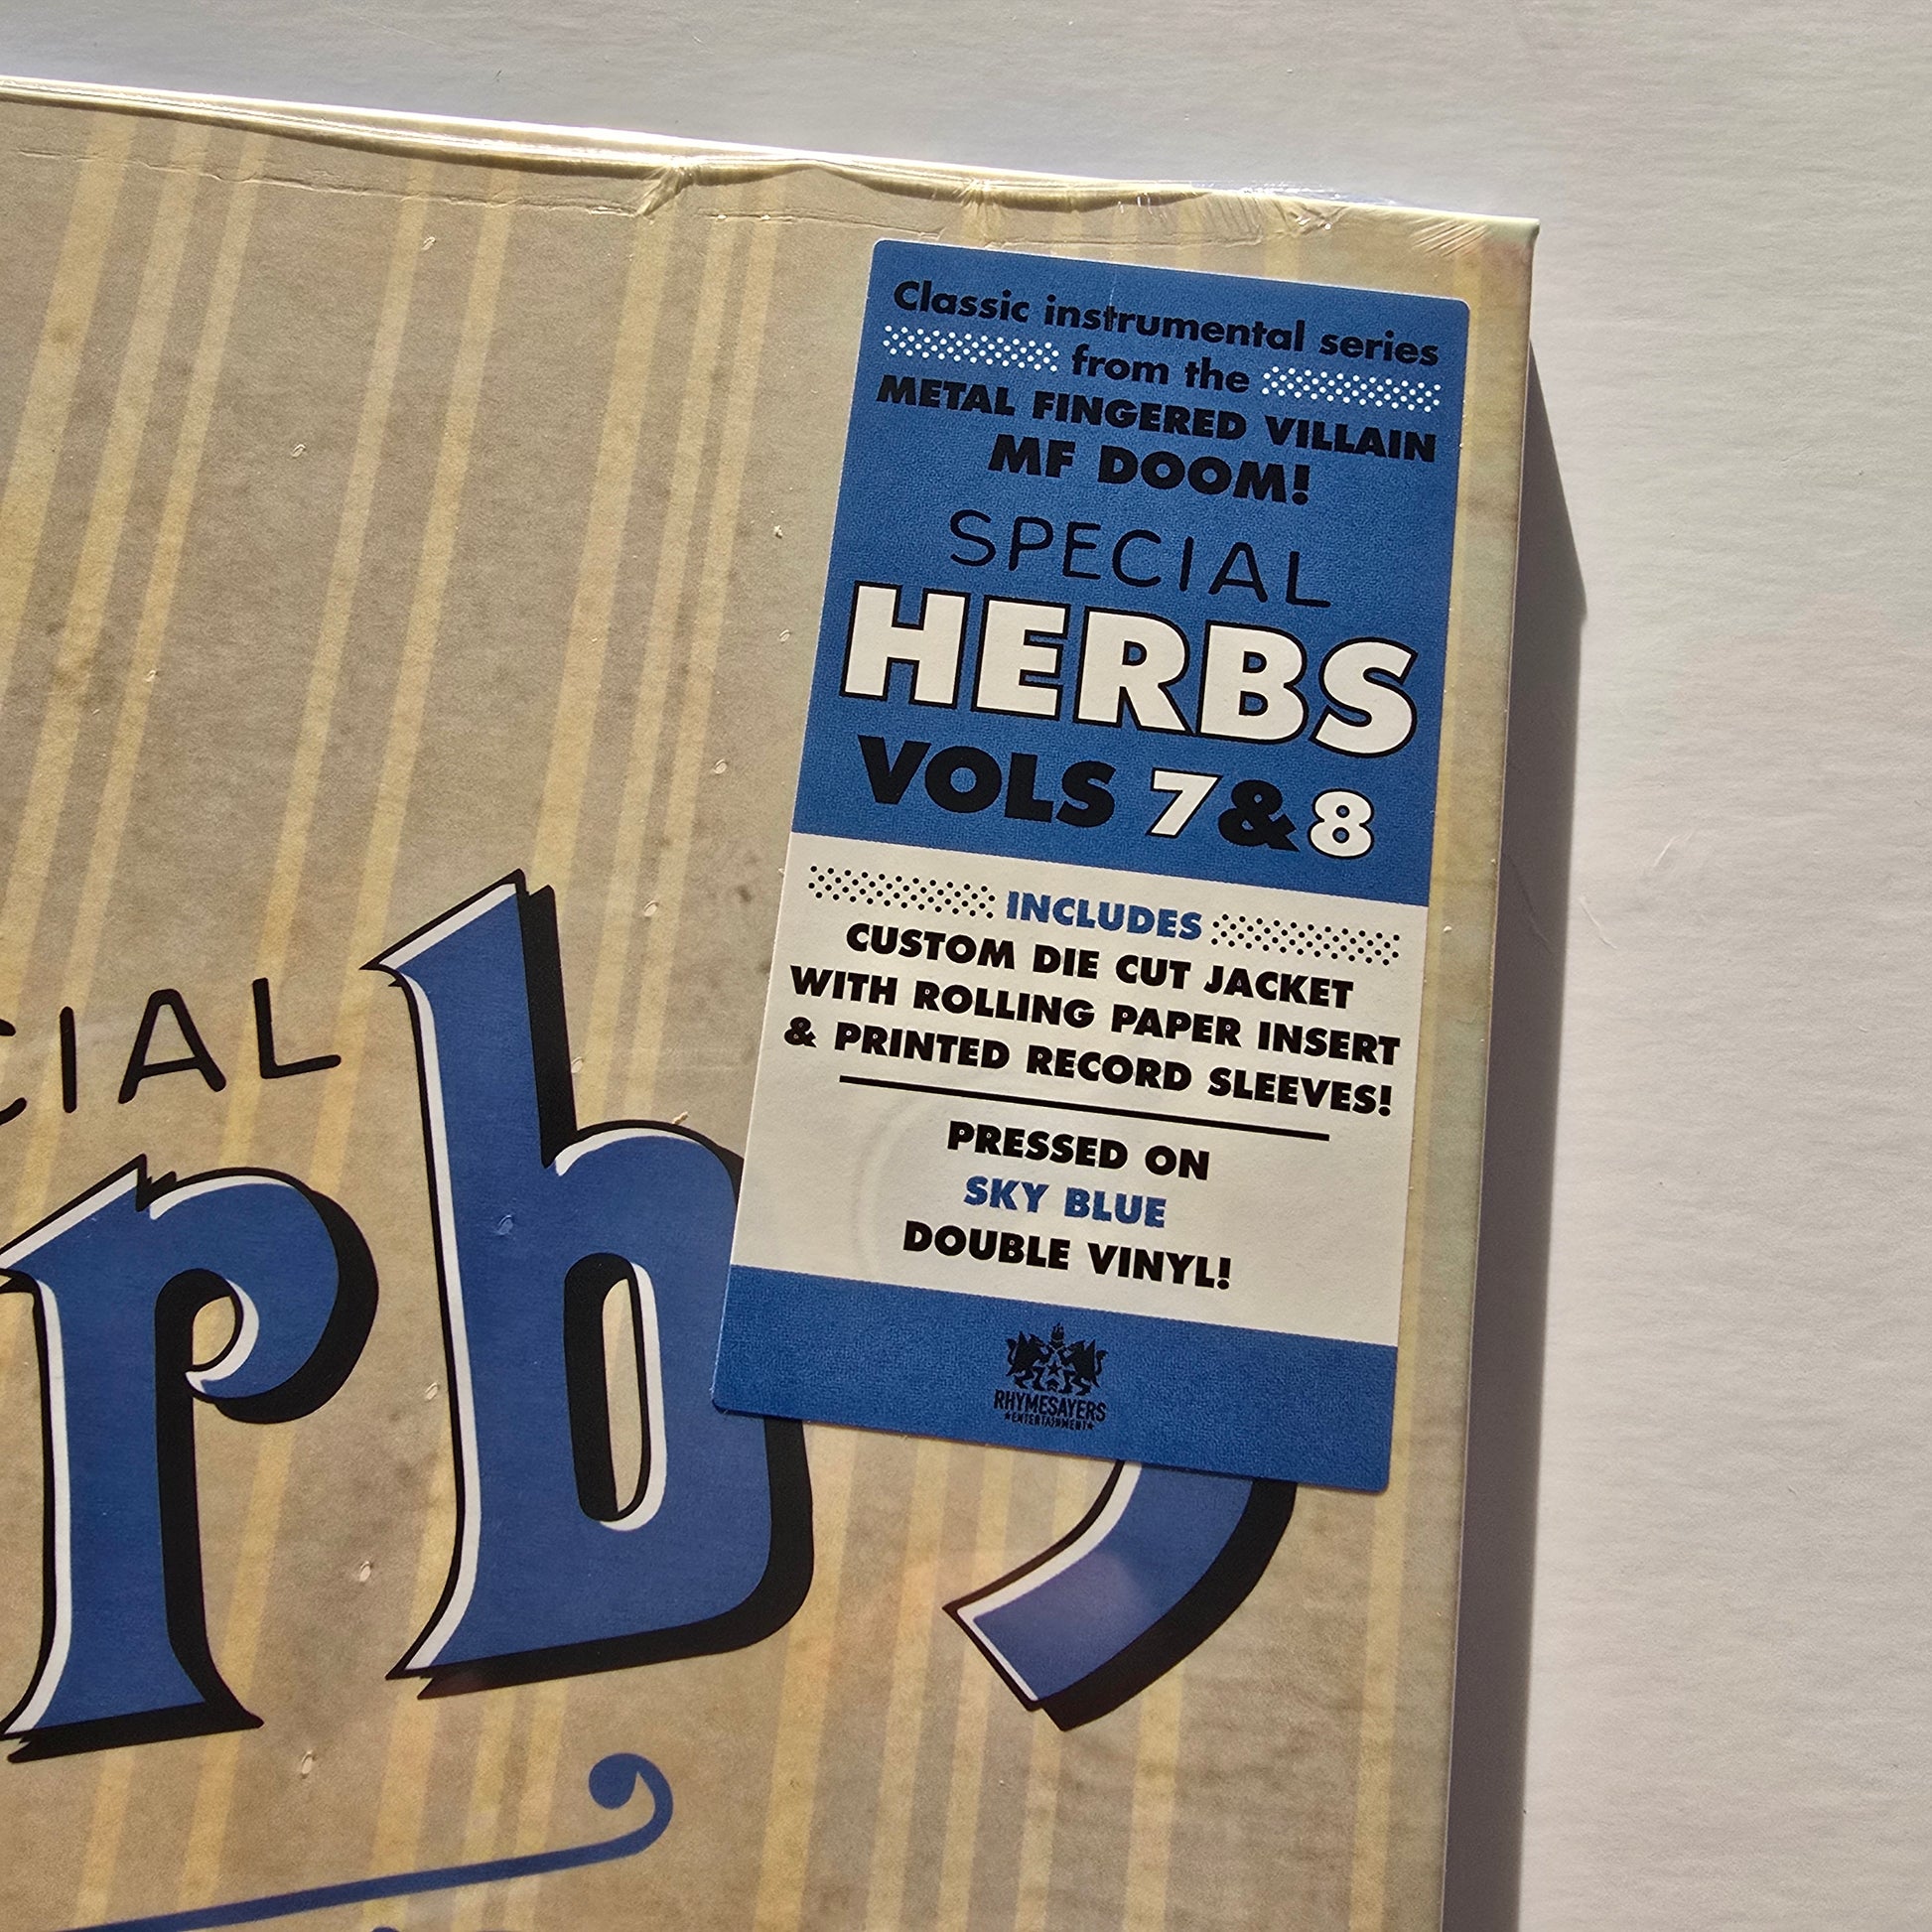 Classic instrumental series
from the
METAL FINGERED VILLAIN
MF DOOM!
SPECIAL
HERBS
VOLS 7&8
INCLUDES
CUSTOM DIE CUT JACKET
WITH ROLLING PAPER INSERT
& PRINTED RECORD SLEEVES!
PRESSED ON
SKY BLUE
DOUBLE VINYL!
RHYMESAYERS
ENTERTAINMENT
CIAL
rbs